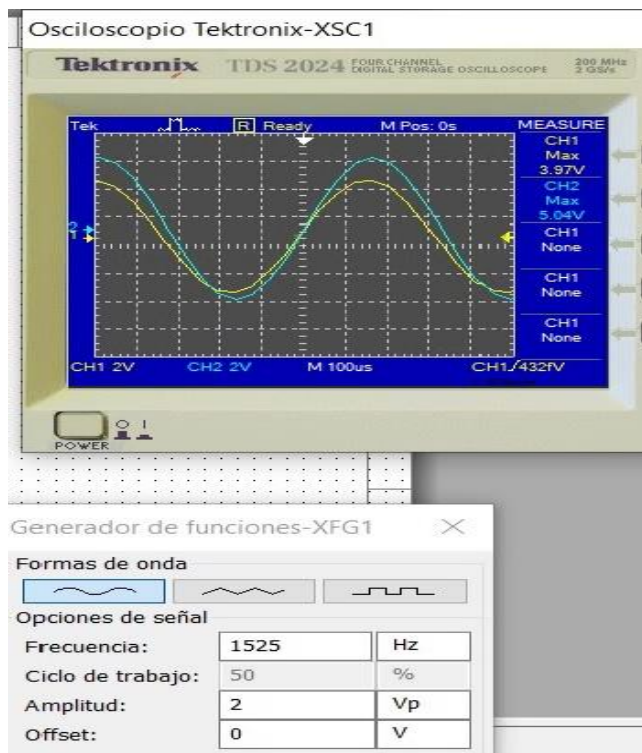 Osciloscopio Tektronix-XSC1
Tektronix TDS 2024 FOUR CHANNEL DIGITAL STORAGE OSCILLOSCOPE 200 MHz 2 GS/s
Tek R Ready M Pos: 0s MEASURE
CH1
Max
3.97V
CH2
Max
5.04V
CH1
None
CH1
None
CH1
None
2
1
CH1 2V CH2 2V M 100us CH1/432fV
POWER
Generador de funciones-XFG1
Formas de onda
Opciones de señal
Frecuencia: 1525 Hz
Ciclo de trabajo: 50 %
Amplitud: 2 Vp
Offset: 0 V